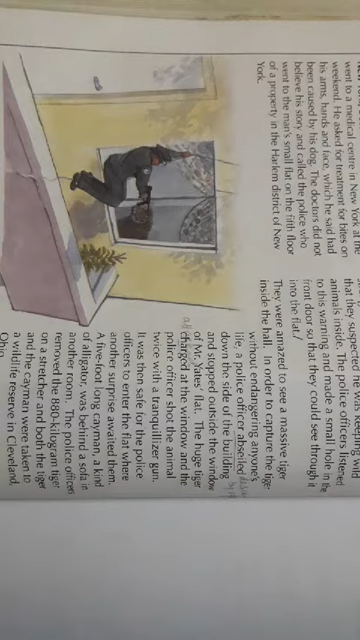 went to a medical centre in New York at the
weekend. He asked for treatment for bites on
his arms, hands and face, which he said had
been caused by his dog. The doctors did not
believe his story and called the police who
went to the man's small flat on the fifth floor
of a property in the Harlem district of New
York.
that they suspected he was keeping wild
animals inside. The police officers listened
to this warning and made a small hole in the
front door so that they could see through it
into the flat.
They were amazed to see a massive tiger
inside the hall. In order to capture the tiger
without endangering anyone's
life, a police officer abseiled
down the side of the building
and stopped outside the window
of Mr. Yates' flat. The huge tiger
charged at the window and the
police officer shot the animal
twice with a tranquillizer gun.
It was then safe for the police
officers to enter the flat where
another surprise awaited them.
A five-foot long cayman, a kind
of alligator, was behind a sofa in
another room. The police officers
removed the 180-kilogram tiger
on a stretcher and both the tiger
and the cayman were taken to
a wildlife reserve in Cleveland,
Ohio.